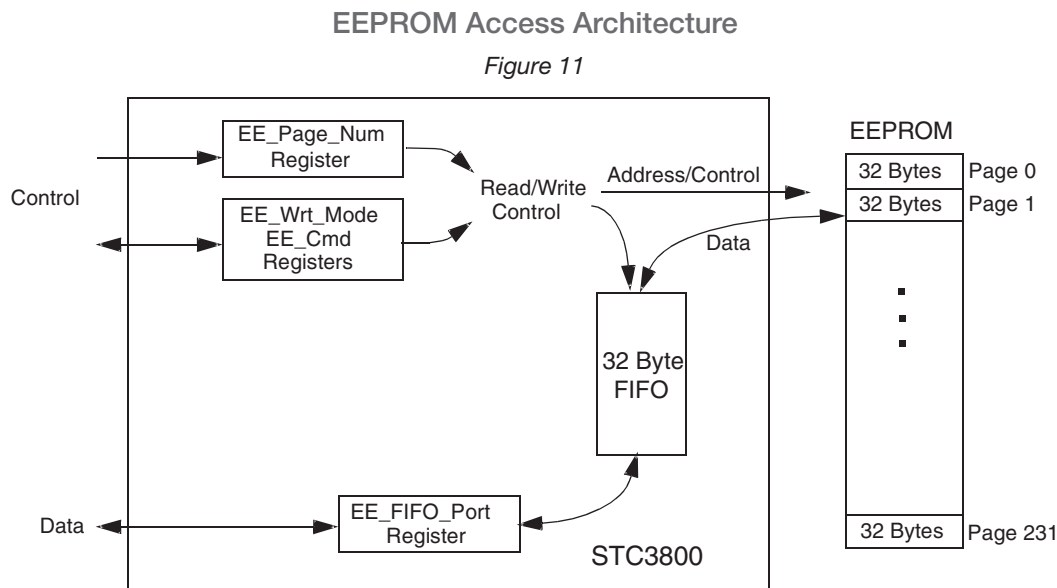 EEPROM Access Architecture
Figure 11
EE_Page_Num
Register
EEPROM
32 Bytes
Page 0
Address/Control
Read/Write
Control
Control
32 Bytes
Page 1
EE_Wrt_Mode
EE_Cmd
Registers
Data
32 Byte
FIFO
EE_FIFO_Port
Register
Data
32 Bytes
Page 231
STC3800